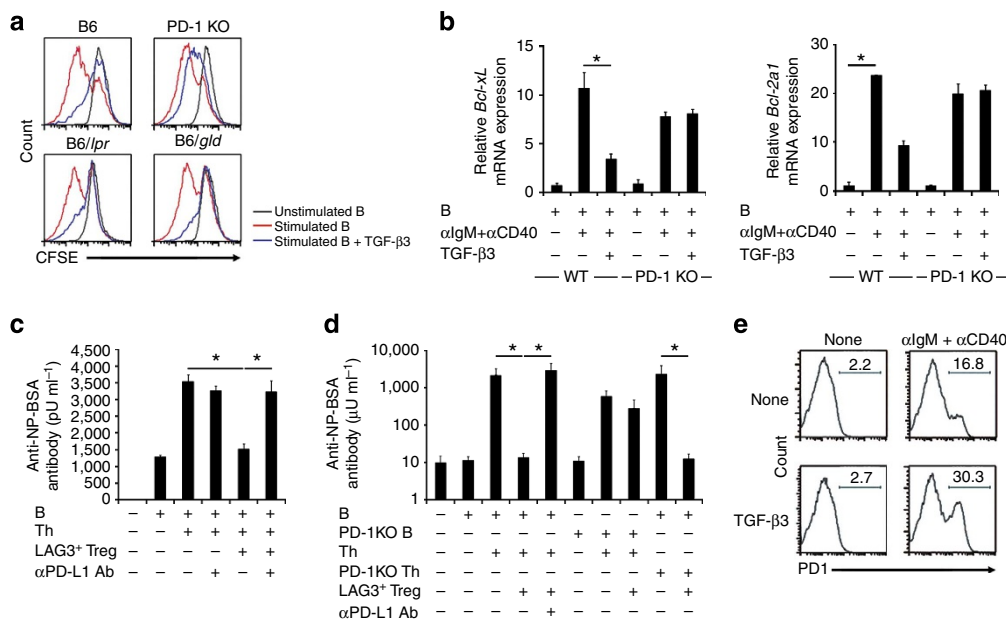 a
B6
PD-1 KO
B6/lpr
B6/gld
Count
CFSE
Unstimulated B
Stimulated B
Stimulated B + TGF-β3
b
Relative Bcl-xL
mRNA expression
15
10
5
0
*
B + + + + + +
αIgM+αCD40 – + + – + +
TGF-β3 – – + – – +
WT
PD-1 KO
Relative Bcl-2a1
mRNA expression
30
20
10
0
*
B + + + + + +
αIgM+αCD40 – + + – + +
TGF-β3 – – + – – +
WT
PD-1 KO
c
Anti-NP-BSA
antibody (pU ml⁻¹)
4,500
4,000
3,500
3,000
2,500
2,000
1,500
1,000
500
0
* *
B – + + + + +
Th – – + + + +
LAG3⁺ Treg – – – – + +
αPD-L1 Ab – – – + – +
d
Anti-NP-BSA
antibody (μU ml⁻¹)
10,000
1,000
100
10
1
* * *
B – + + + + – – – + +
PD-1KO B – – – – – + + + – –
Th – – + + + – + + – –
PD-1KO Th – – – – – – – – + +
LAG3⁺ Treg – – – + + – – + – +
αPD-L1 Ab – – – – + – – – – –
e
None
αIgM + αCD40
None
2.2
16.8
Count
TGF-β3
2.7
30.3
PD1